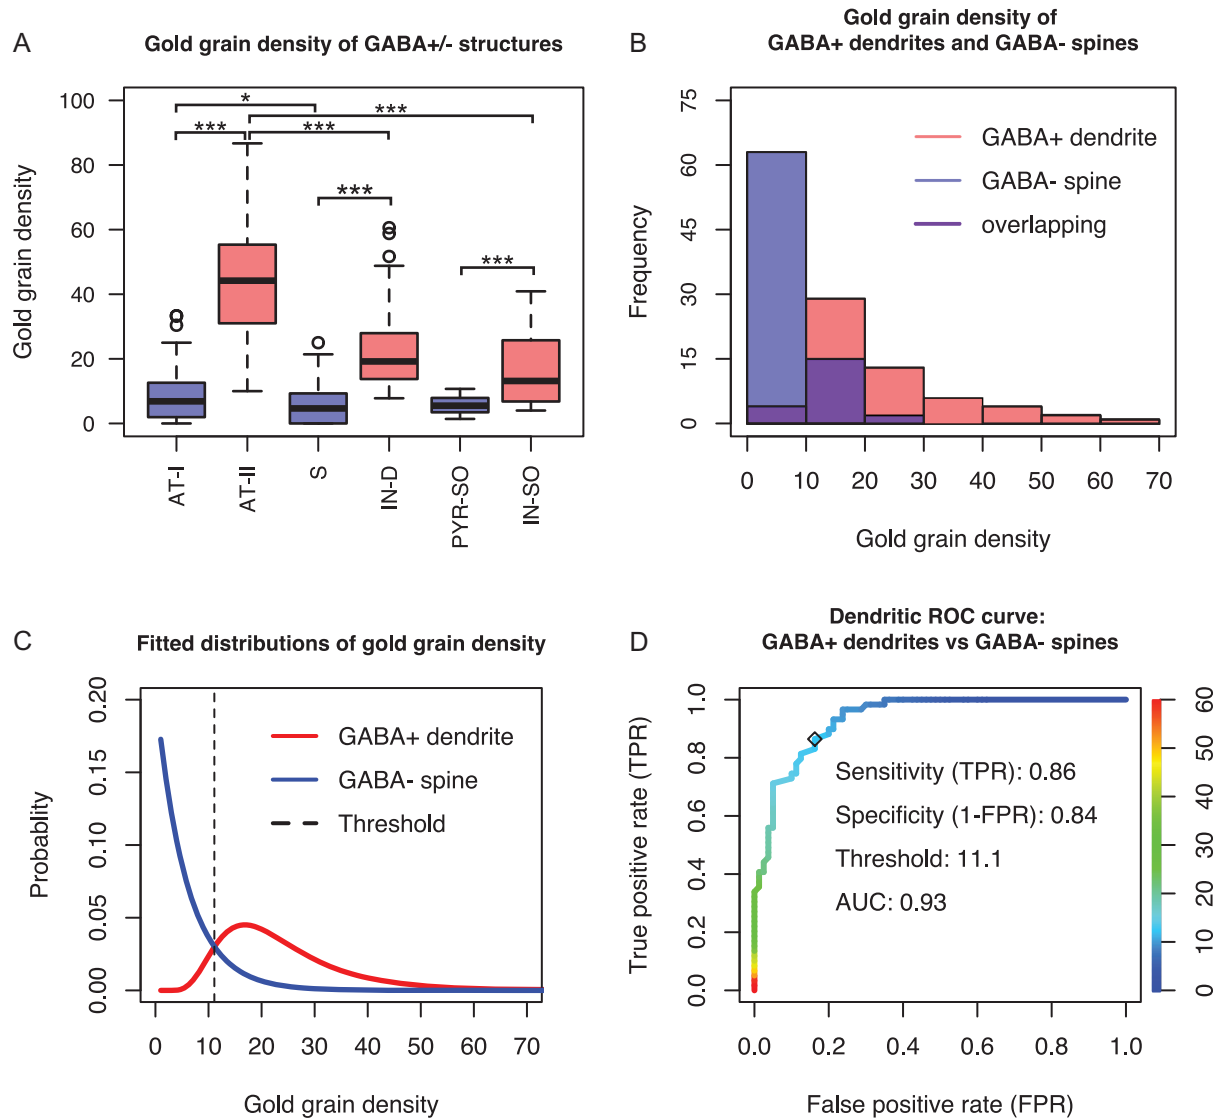 A
Gold grain density of GABA+/- structures
Gold grain density
100
80
60
40
20
0
*
***
***
***
***
***
AT-I
AT-II
S
IN-D
PYR-SO
IN-SO
B
Gold grain density of
GABA+ dendrites and GABA- spines
Frequency
75
60
45
30
15
0
GABA+ dendrite
GABA- spine
overlapping
0 10 20 30 40 50 60 70
Gold grain density
C
Fitted distributions of gold grain density
Probablity
0.20
0.15
0.10
0.05
0.00
GABA+ dendrite
GABA- spine
Threshold
0 10 20 30 40 50 60 70
Gold grain density
D
Dendritic ROC curve:
GABA+ dendrites vs GABA- spines
True positive rate (TPR)
1.0
0.8
0.6
0.4
0.2
0.0
Sensitivity (TPR): 0.86
Specificity (1-FPR): 0.84
Threshold: 11.1
AUC: 0.93
0.0 0.2 0.4 0.6 0.8 1.0
False positive rate (FPR)
60
50
40
30
20
10
0